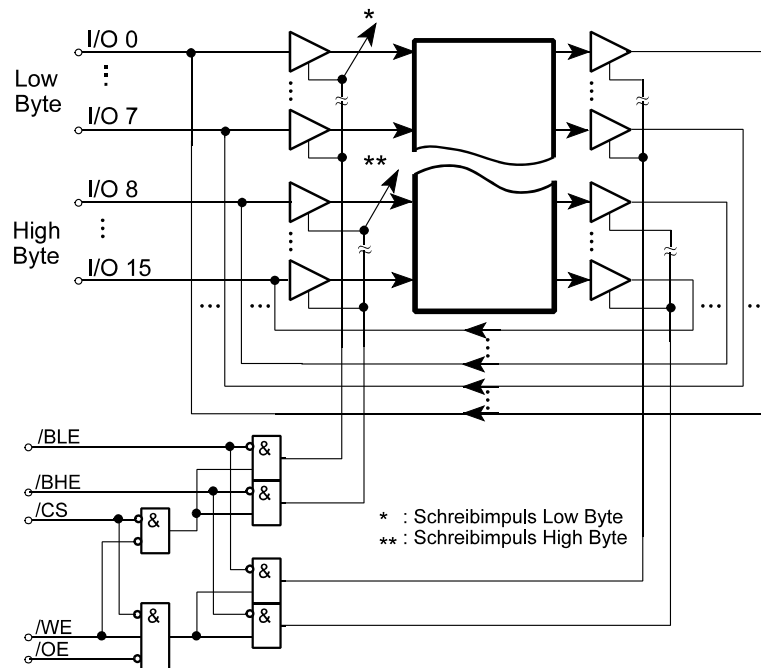 I/O 0
Low
Byte
I/O 7
I/O 8
High
Byte
I/O 15
*
**
/BLE
/BHE
/CS
/WE
/OE
&
&
&
&
&
&
* : Schreibimpuls Low Byte
** : Schreibimpuls High Byte